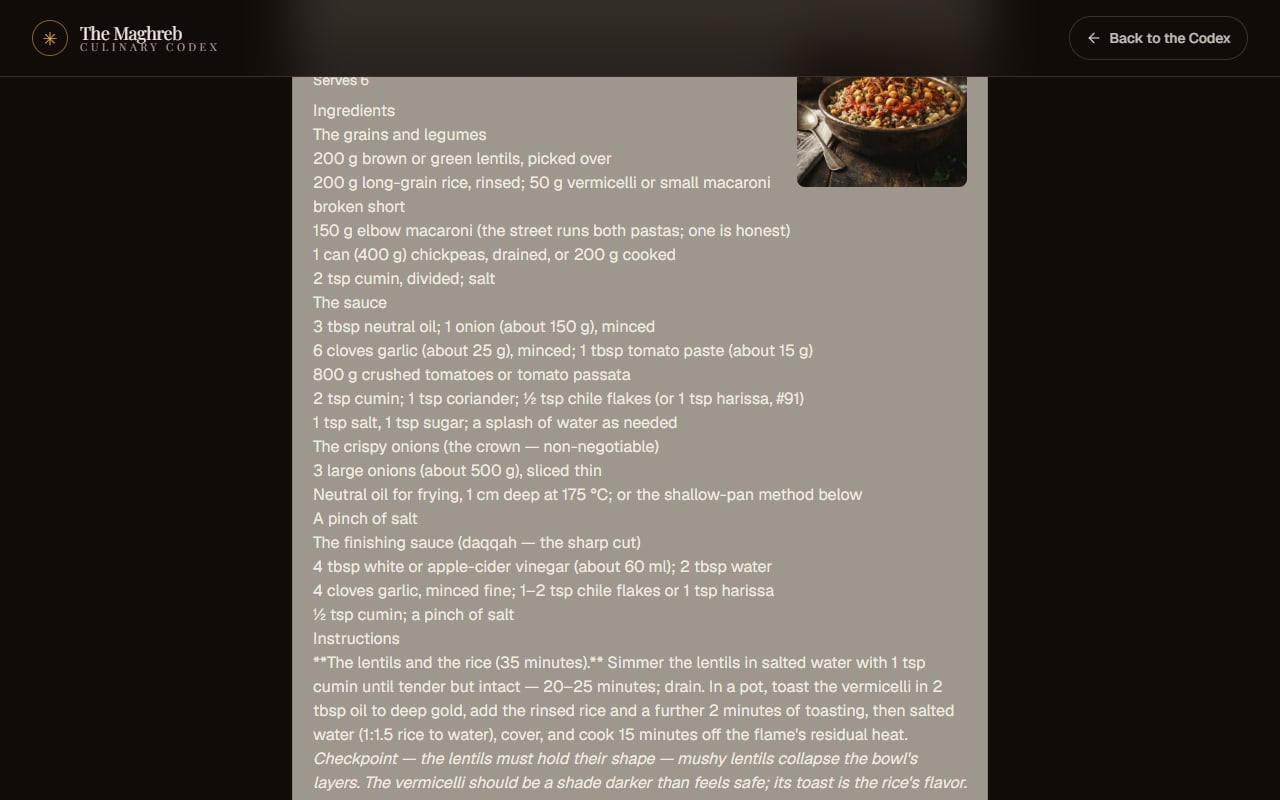 The Maghreb
CULINARY CODEX
← Back to the Codex
Serves 6
Ingredients
The grains and legumes
200 g brown or green lentils, picked over
200 g long-grain rice, rinsed; 50 g vermicelli or small macaroni
broken short
150 g elbow macaroni (the street runs both pastas; one is honest)
1 can (400 g) chickpeas, drained, or 200 g cooked
2 tsp cumin, divided; salt
The sauce
3 tbsp neutral oil; 1 onion (about 150 g), minced
6 cloves garlic (about 25 g), minced; 1 tbsp tomato paste (about 15 g)
800 g crushed tomatoes or tomato passata
2 tsp cumin; 1 tsp coriander; ½ tsp chile flakes (or 1 tsp harissa, #91)
1 tsp salt, 1 tsp sugar; a splash of water as needed
The crispy onions (the crown — non-negotiable)
3 large onions (about 500 g), sliced thin
Neutral oil for frying, 1 cm deep at 175 °C; or the shallow-pan method below
A pinch of salt
The finishing sauce (daqqah — the sharp cut)
4 tbsp white or apple-cider vinegar (about 60 ml); 2 tbsp water
4 cloves garlic, minced fine; 1–2 tsp chile flakes or 1 tsp harissa
½ tsp cumin; a pinch of salt
Instructions
**The lentils and the rice (35 minutes).** Simmer the lentils in salted water with 1 tsp
cumin until tender but intact — 20–25 minutes; drain. In a pot, toast the vermicelli in 2
tbsp oil to deep gold, add the rinsed rice and a further 2 minutes of toasting, then salted
water (1:1.5 rice to water), cover, and cook 15 minutes off the flame's residual heat.
Checkpoint — the lentils must hold their shape — mushy lentils collapse the bowl's
layers. The vermicelli should be a shade darker than feels safe; its toast is the rice's flavor.